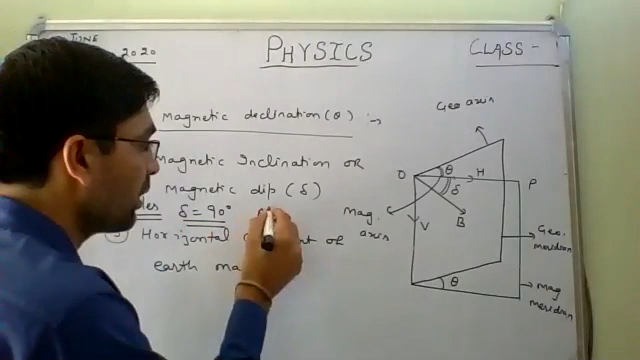 JUNE
2020
PHYSICS
CLASS -
Magnetic declination (θ) :-
Magnetic Inclination OR
Magnetic dip (δ)
δ = 90°
Horizontal
of
earth
Geo axis
O
θ
H
δ
P
Mag.
axis
V
B
Geo.
meridian
θ
Mag
Meridian